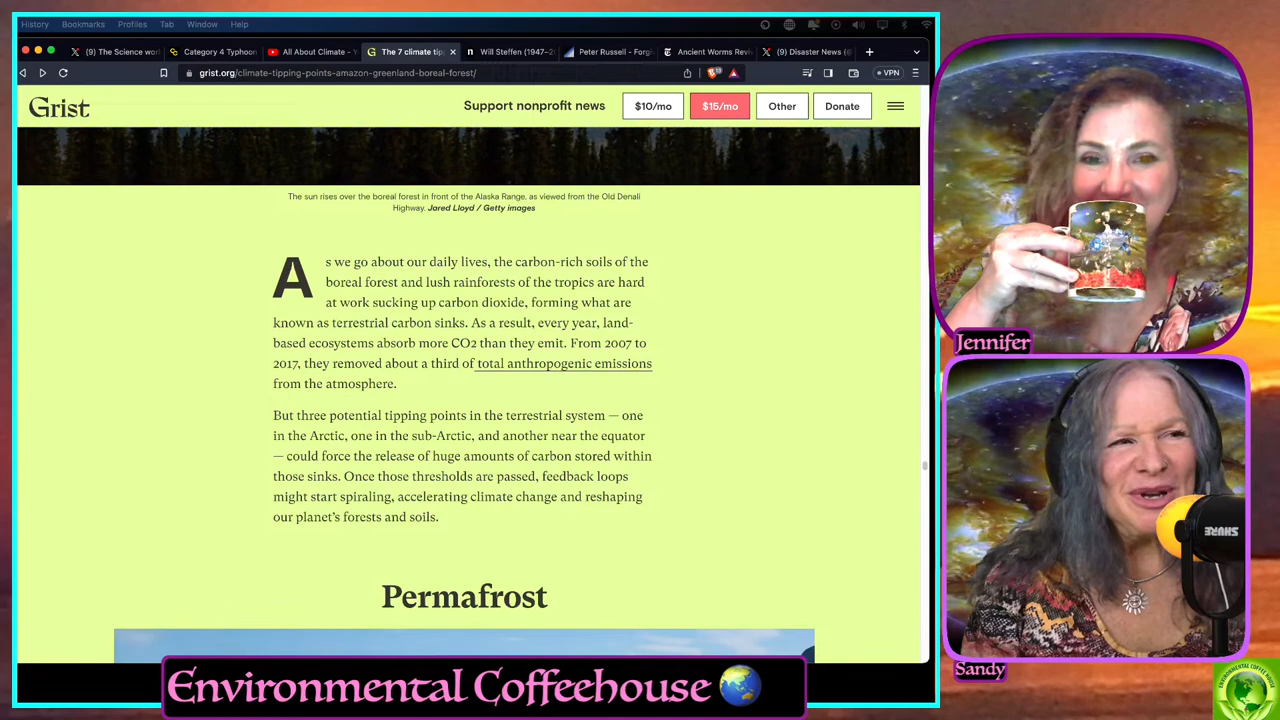 History Bookmarks Profiles Tab Window Help
(9) The Science wor
Category 4 Typhoon
All About Climate - Y
The 7 climate tip
Will Steffen (1947–2
Peter Russell - Forgi
Ancient Worms Revi
(9) Disaster News (@
grist.org/climate-tipping-points-amazon-greenland-boreal-forest/
VPN
Grist
Support nonprofit news
$10/mo
$15/mo
Other
Donate
The sun rises over the boreal forest in front of the Alaska Range, as viewed from the Old Denali
Highway. Jared Lloyd / Getty images
As we go about our daily lives, the carbon-rich soils of the
boreal forest and lush rainforests of the tropics are hard
at work sucking up carbon dioxide, forming what are
known as terrestrial carbon sinks. As a result, every year, land-
based ecosystems absorb more CO2 than they emit. From 2007 to
2017, they removed about a third of total anthropogenic emissions
from the atmosphere.
But three potential tipping points in the terrestrial system — one
in the Arctic, one in the sub-Arctic, and another near the equator
— could force the release of huge amounts of carbon stored within
those sinks. Once those thresholds are passed, feedback loops
might start spiraling, accelerating climate change and reshaping
our planet's forests and soils.
Permafrost
Jennifer
SHURE
Sandy
Environmental Coffeehouse
ENVIRONMENTAL COFFEEHOUSE